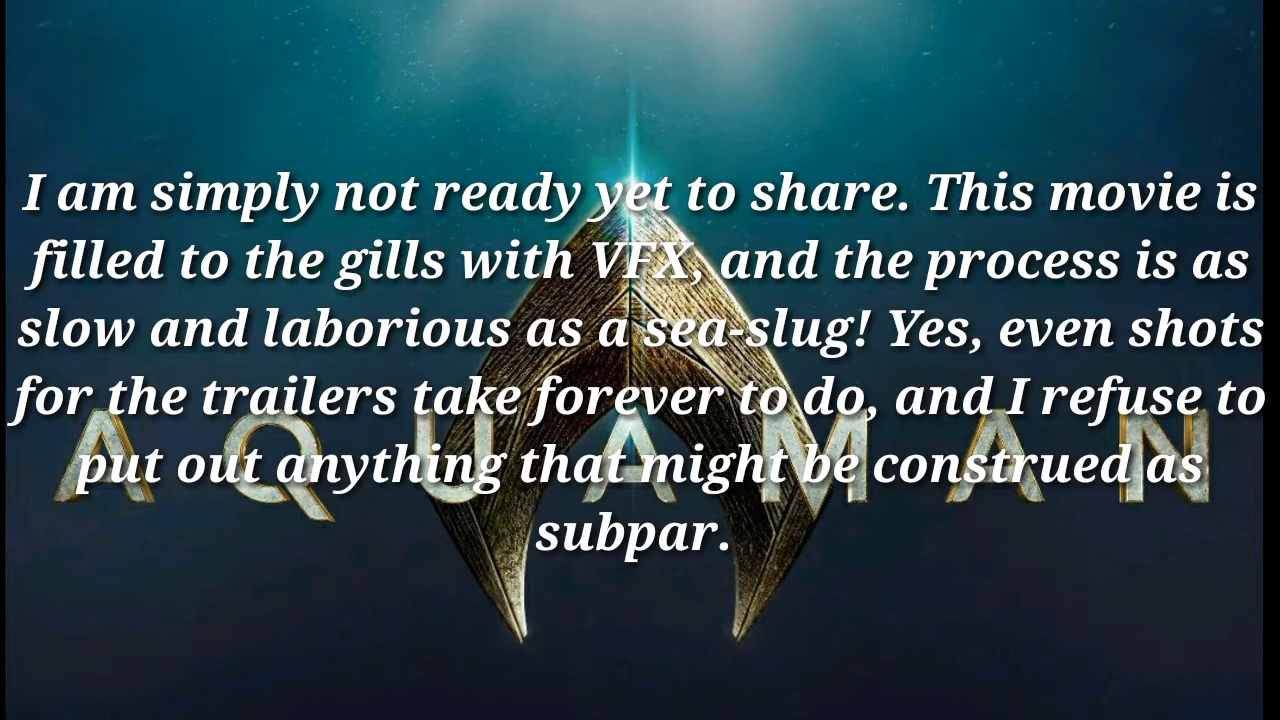 I am simply not ready yet to share. This movie is
filled to the gills with VFX, and the process is as
slow and laborious as a sea-slug! Yes, even shots
for the trailers take forever to do, and I refuse to
AQUAMAN
put out anything that might be construed as
subpar.